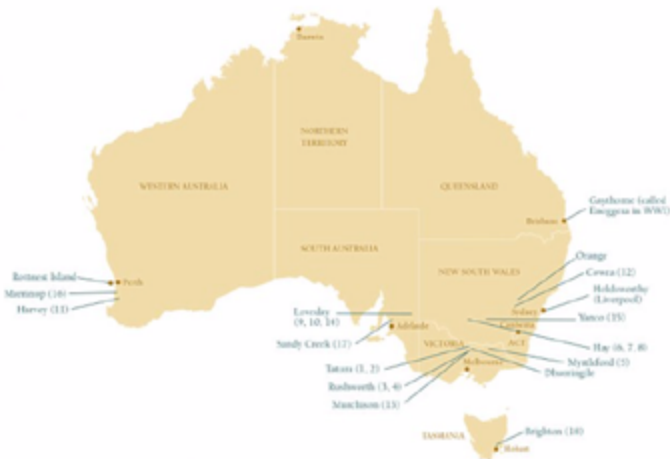 Darwin
NORTHERN
TERRITORY
WESTERN AUSTRALIA
QUEENSLAND
Gaythorne (called
Enoggera in WWI)
Brisbane
SOUTH AUSTRALIA
NEW SOUTH WALES
Orange
Cowra (12)
Rottnest Island
Perth
Marrinup (16)
Harvey (11)
Holdsworthy
(Liverpool)
Loveday
(9, 10, 14)
Sydney
Yanco (15)
Adelaide
Canberra
Sandy Creek (17)
VICTORIA
ACT
Hay (6, 7, 8)
Myrtleford (5)
Melbourne
Dhurringile
Tatura (1, 2)
Rushworth (3, 4)
Murchison (13)
TASMANIA
Brighton (18)
Hobart